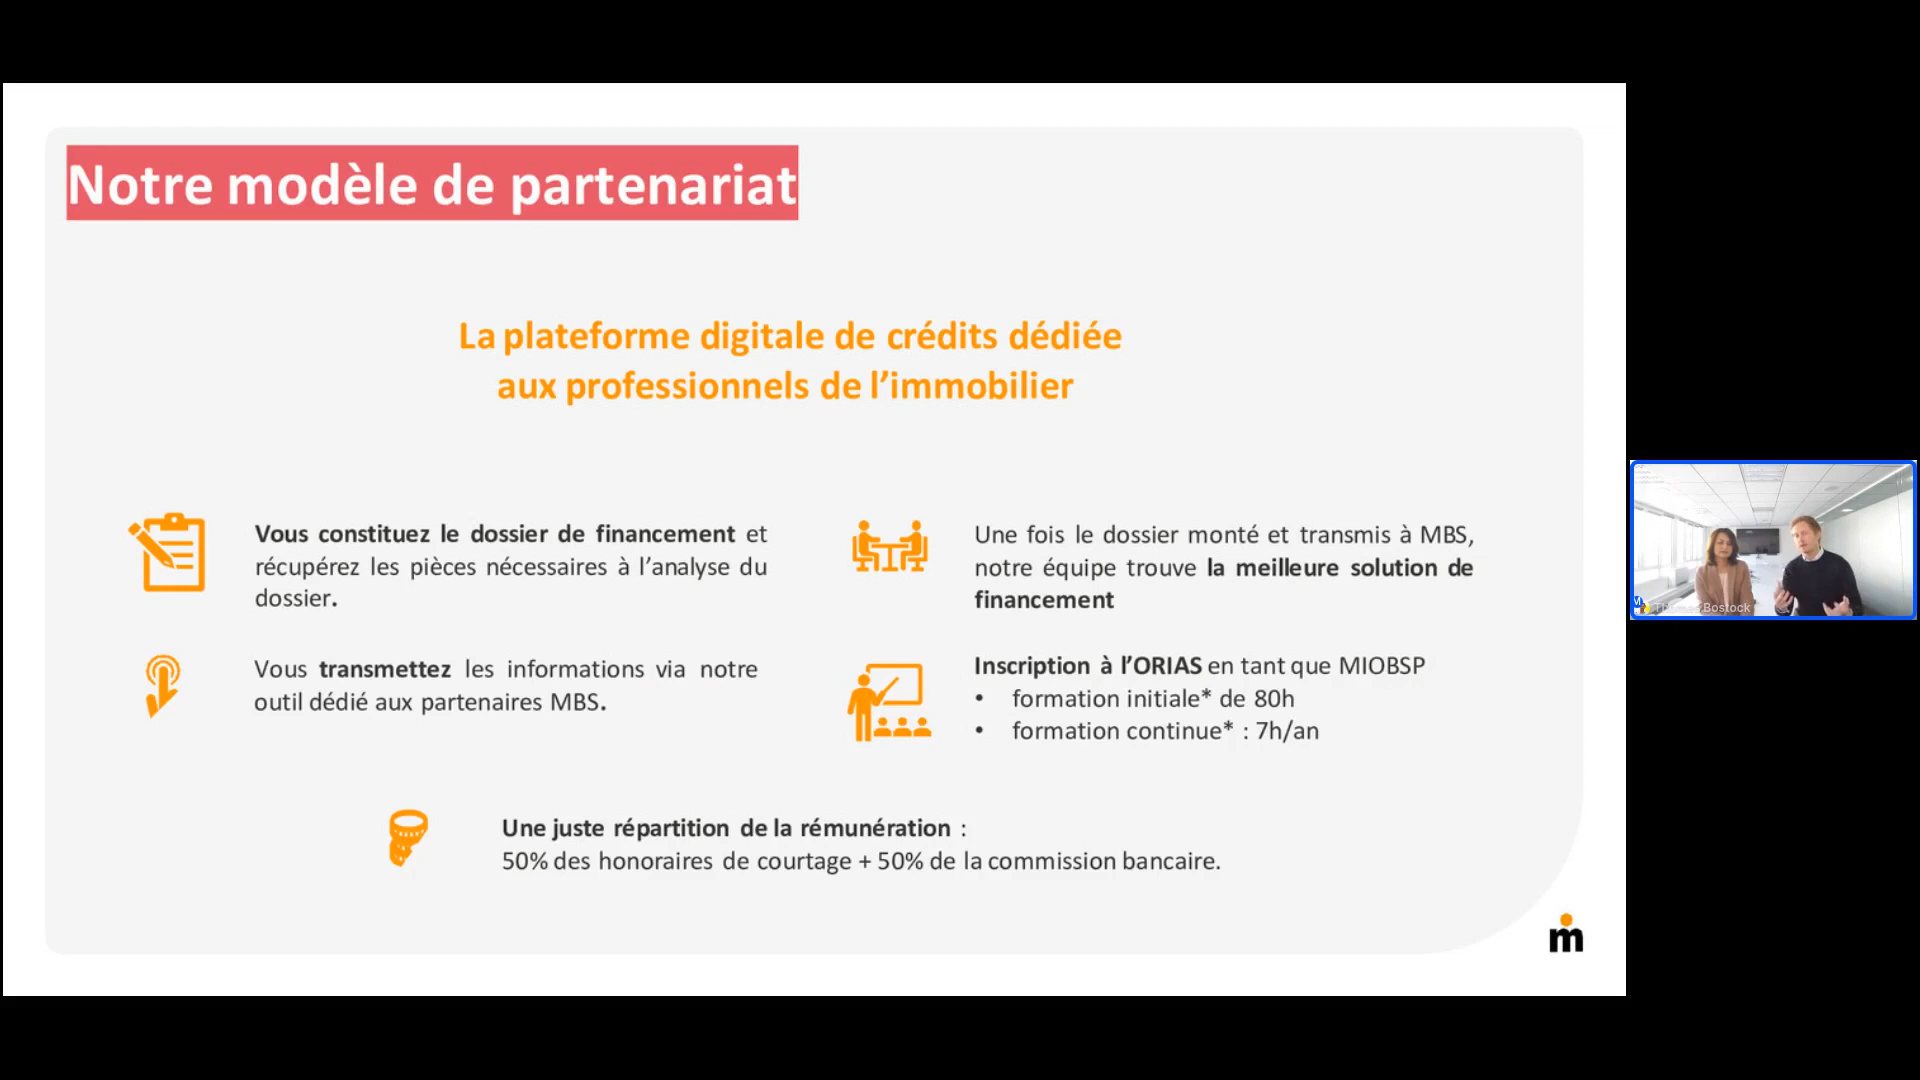 Notre modèle de partenariat
La plateforme digitale de crédits dédiée
aux professionnels de l’immobilier
Vous constituez le dossier de financement et
récupérez les pièces nécessaires à l’analyse du
dossier.
Vous transmettez les informations via notre
outil dédié aux partenaires MBS.
Une fois le dossier monté et transmis à MBS,
notre équipe trouve la meilleure solution de
financement
Inscription à l’ORIAS en tant que MIOBSP
• formation initiale* de 80h
• formation continue* : 7h/an
Une juste répartition de la rémunération :
50% des honoraires de courtage + 50% de la commission bancaire.
m
Bostock